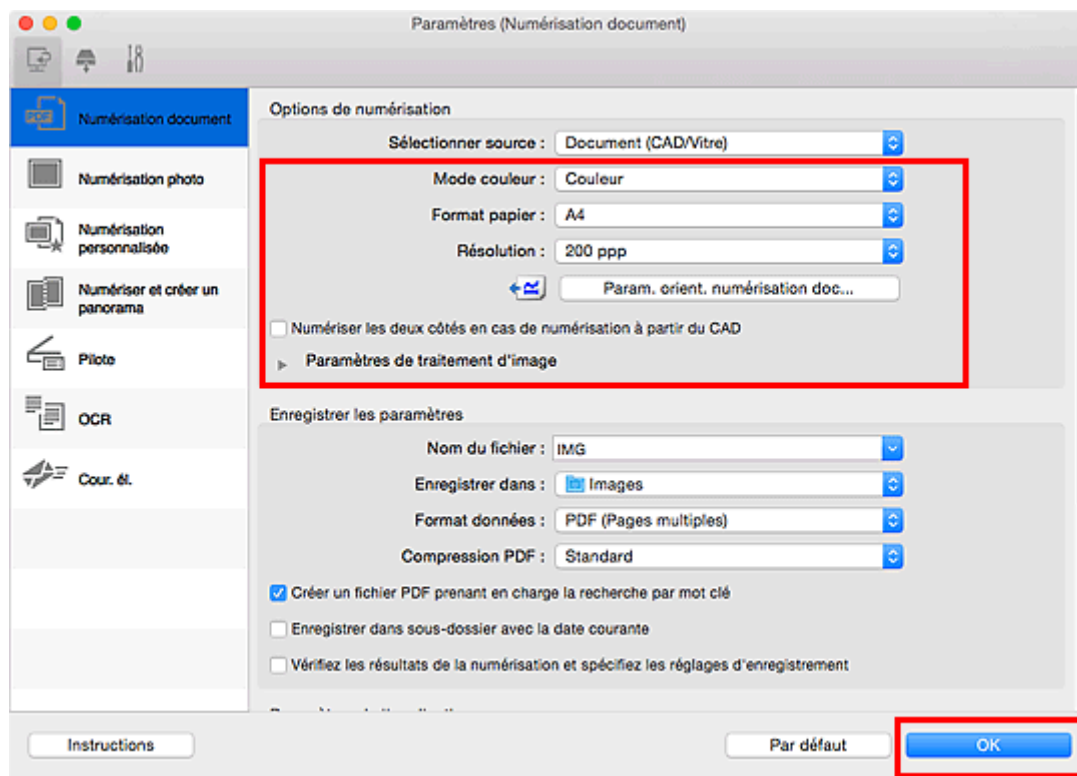 Paramètres (Numérisation document)
Numérisation document
Numérisation photo
Numérisation
personnalisée
Numériser et créer un
panorama
Pilote
OCR
Cour. él.
Options de numérisation
Sélectionner source : Document (CAD/Vitre)
Mode couleur : Couleur
Format papier : A4
Résolution : 200 ppp
Param. orient. numérisation doc...
Numériser les deux côtés en cas de numérisation à partir du CAD
Paramètres de traitement d'image
Enregistrer les paramètres
Nom du fichier : IMG
Enregistrer dans : Images
Format données : PDF (Pages multiples)
Compression PDF : Standard
Créer un fichier PDF prenant en charge la recherche par mot clé
Enregistrer dans sous-dossier avec la date courante
Vérifiez les résultats de la numérisation et spécifiez les réglages d'enregistrement
Instructions
Par défaut
OK